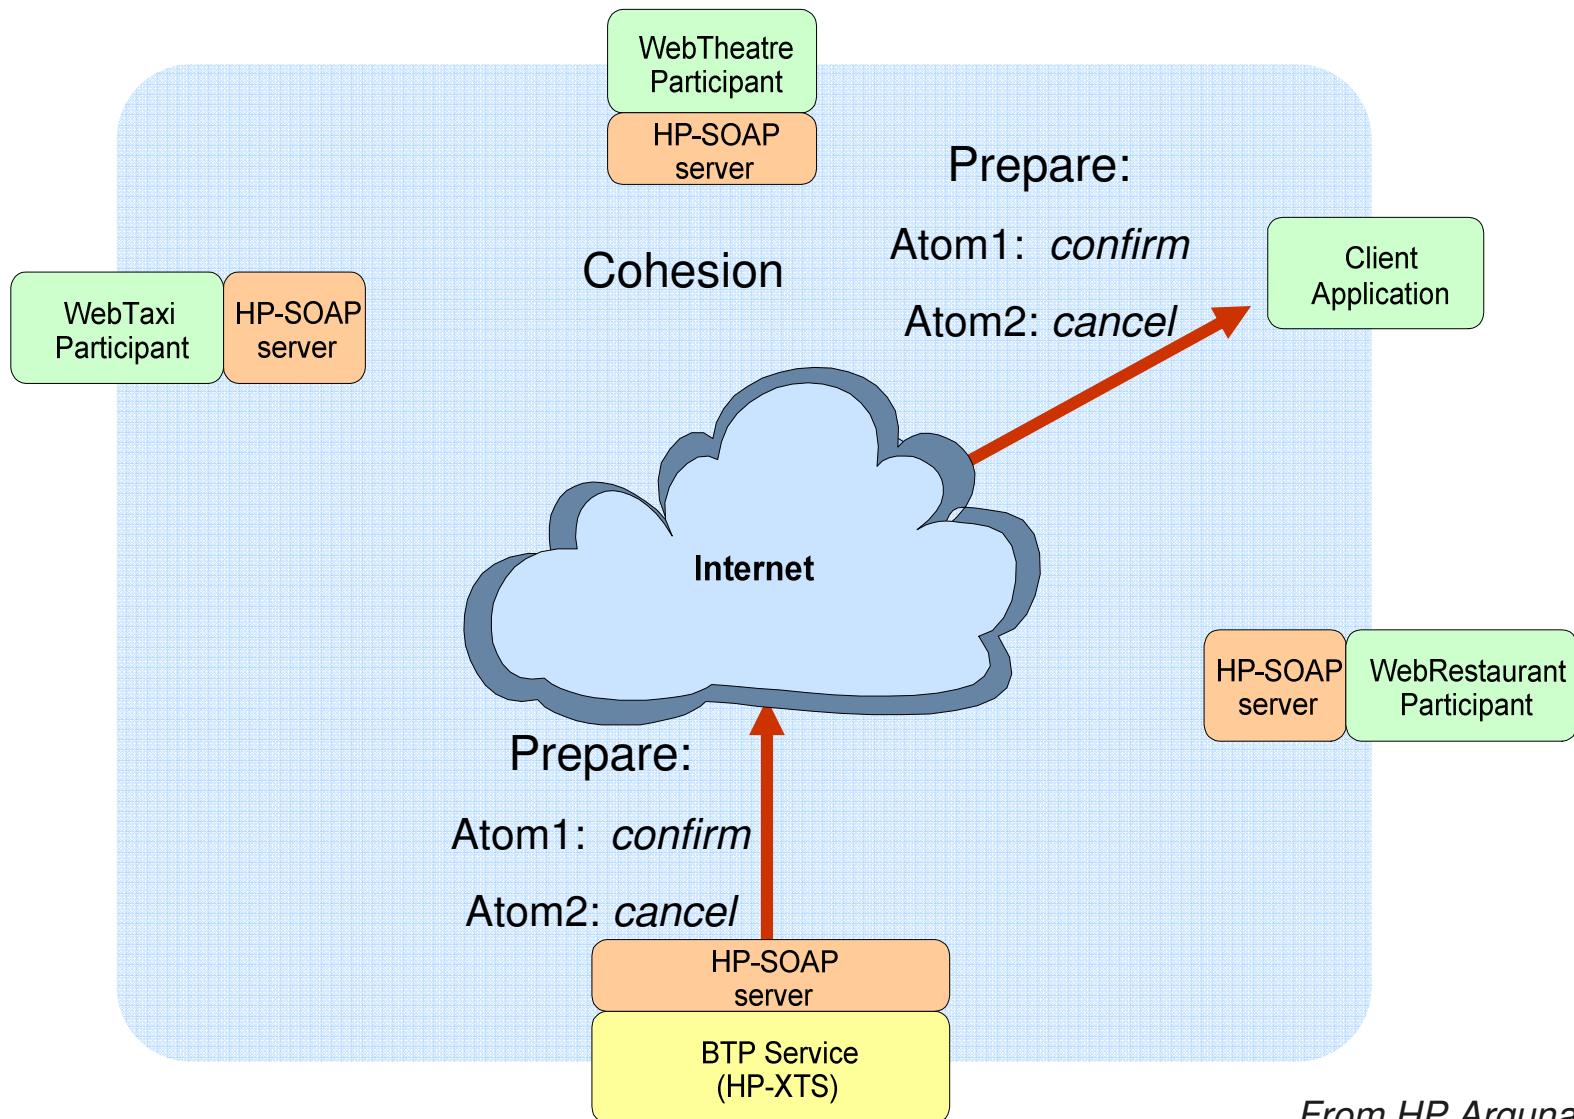 WebTheatre
Participant
HP-SOAP
server
Prepare:
Atom1: confirm
Atom2: cancel
Cohesion
Client
Application
WebTaxi
Participant
HP-SOAP
server
Internet
HP-SOAP
server
WebRestaurant
Participant
Prepare:
Atom1: confirm
Atom2: cancel
HP-SOAP
server
BTP Service
(HP-XTS)
From HP Arjuna